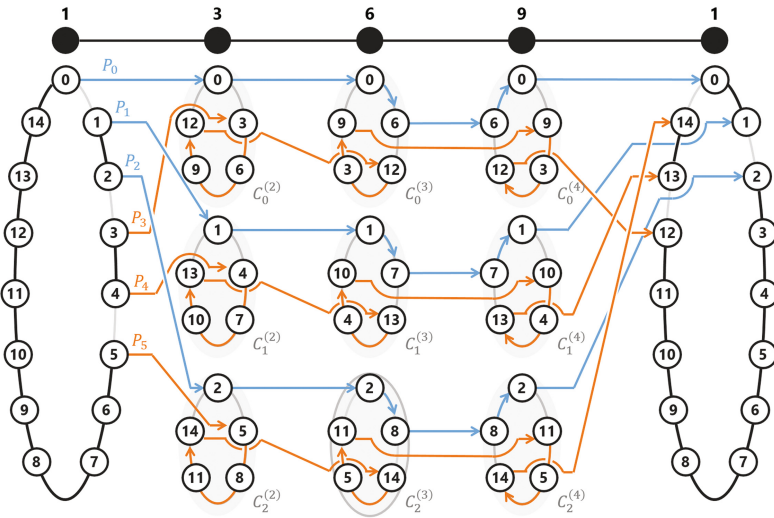 1 3 6 9 1
P₀
0 0 0 0 0
P₁
14 1 12 3 9 6 6 9 14 1
P₂
13 2 9 6 3 12 12 3 13 2
C₀⁽²⁾ C₀⁽³⁾ C₀⁽⁴⁾
P₃
12 3 1 1 1 12 3
P₄
11 4 13 4 10 7 7 10 11 4
10 7 4 13 13 4
P₅ C₁⁽²⁾ C₁⁽³⁾ C₁⁽⁴⁾
10 5 10 5
2 2 2
9 6 9 6
14 5 11 8 8 11
8 7 8 7
11 8 5 14 14 5
C₂⁽²⁾ C₂⁽³⁾ C₂⁽⁴⁾